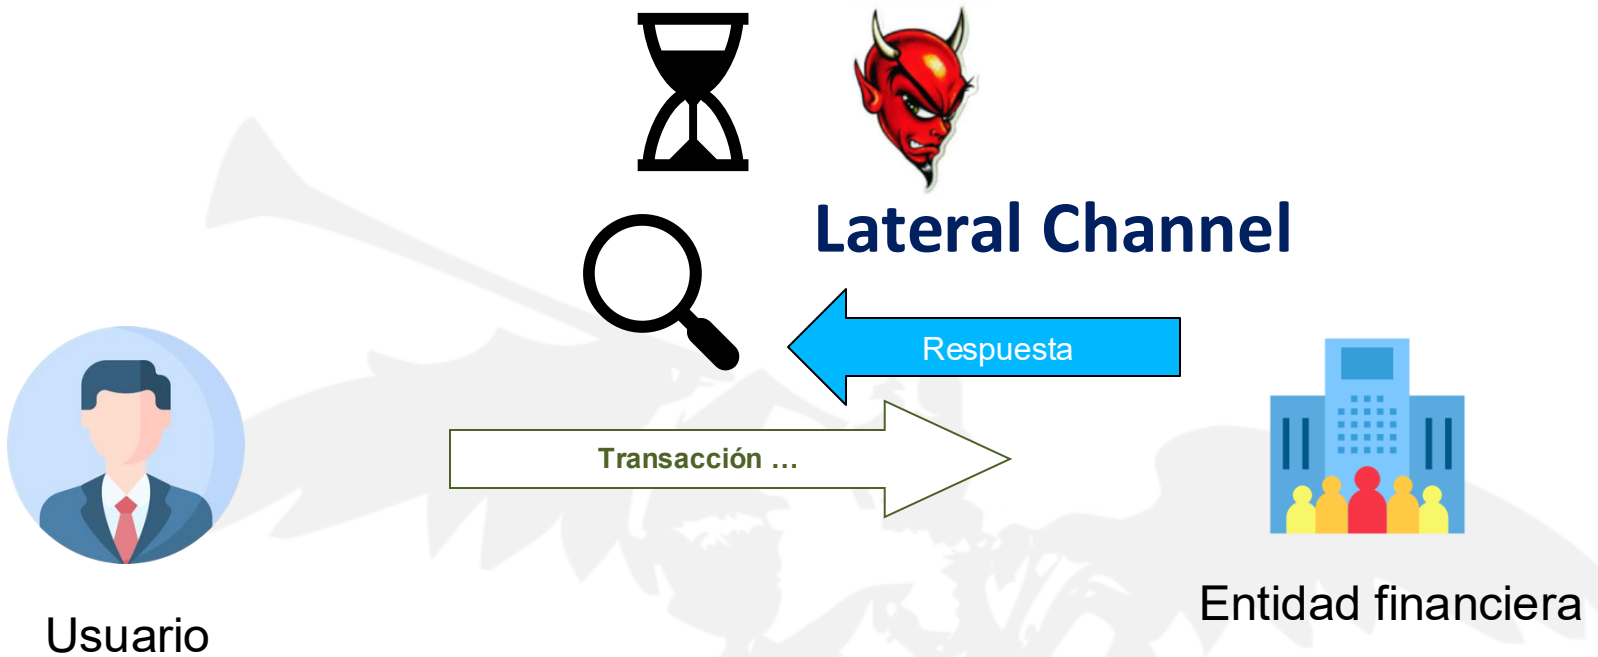 Lateral Channel
Respuesta
Transacción ...
Entidad financiera
Usuario